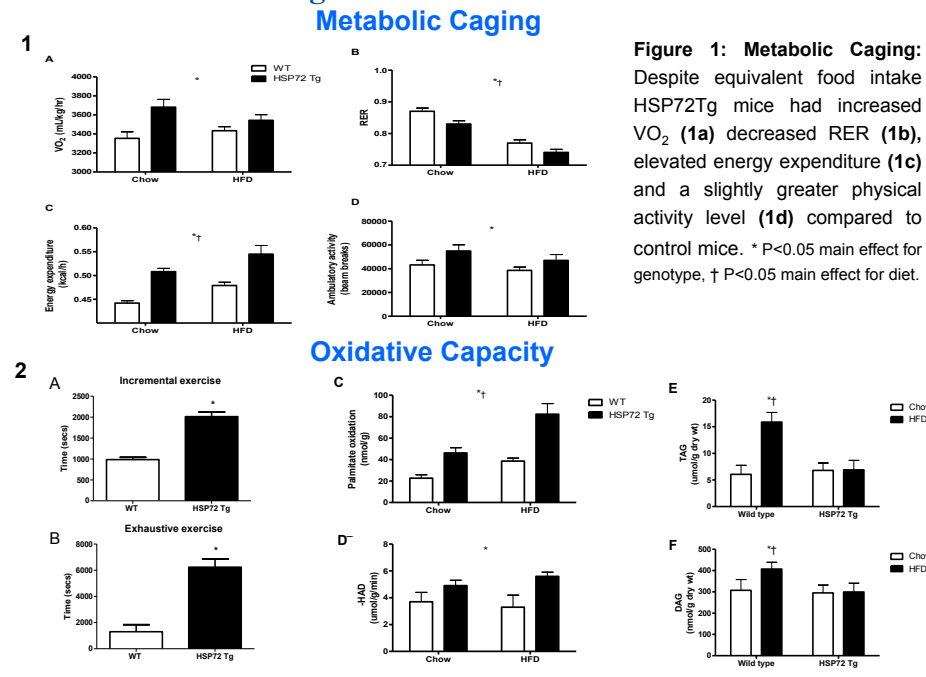 Metabolic Caging
1
A
VO2 (mL/kg/hr)
4000
3800
3600
3400
3200
3000
*
WT
HSP72 Tg
Chow
HFD
B
RER
1.0
0.9
0.8
0.7
*†
Chow
HFD
C
Energy expenditure
(kcal/h)
0.60
0.55
0.50
0.45
*†
Chow
HFD
D
Ambulatory activity
(beam breaks)
80000
60000
40000
20000
0
*
Chow
HFD
Figure 1: Metabolic Caging:
Despite equivalent food intake
HSP72Tg mice had increased
VO2 (1a) decreased RER (1b),
elevated energy expenditure (1c)
and a slightly greater physical
activity level (1d) compared to
control mice. * P<0.05 main effect for
genotype, † P<0.05 main effect for diet.
Oxidative Capacity
2
A
Incremental exercise
Time (secs)
2500
2000
1500
1000
500
0
*
WT
HSP72 Tg
B
Exhaustive exercise
Time (secs)
8000
6000
4000
2000
0
*
WT
HSP72 Tg
C
Palmitate oxidation
(nmol/g)
100
80
60
40
20
0
*†
WT
HSP72 Tg
Chow
HFD
D
-HAD
(umol/g/min)
8
6
4
2
0
*
Chow
HFD
E
TAG
(umol/g dry wt)
20
15
10
5
0
*†
Cho
HFD
Wild type
HSP72 Tg
F
DAG
(nmol/g dry wt)
500
400
300
200
100
0
*†
Cho
HFD
Wild type
HSP72 Tg